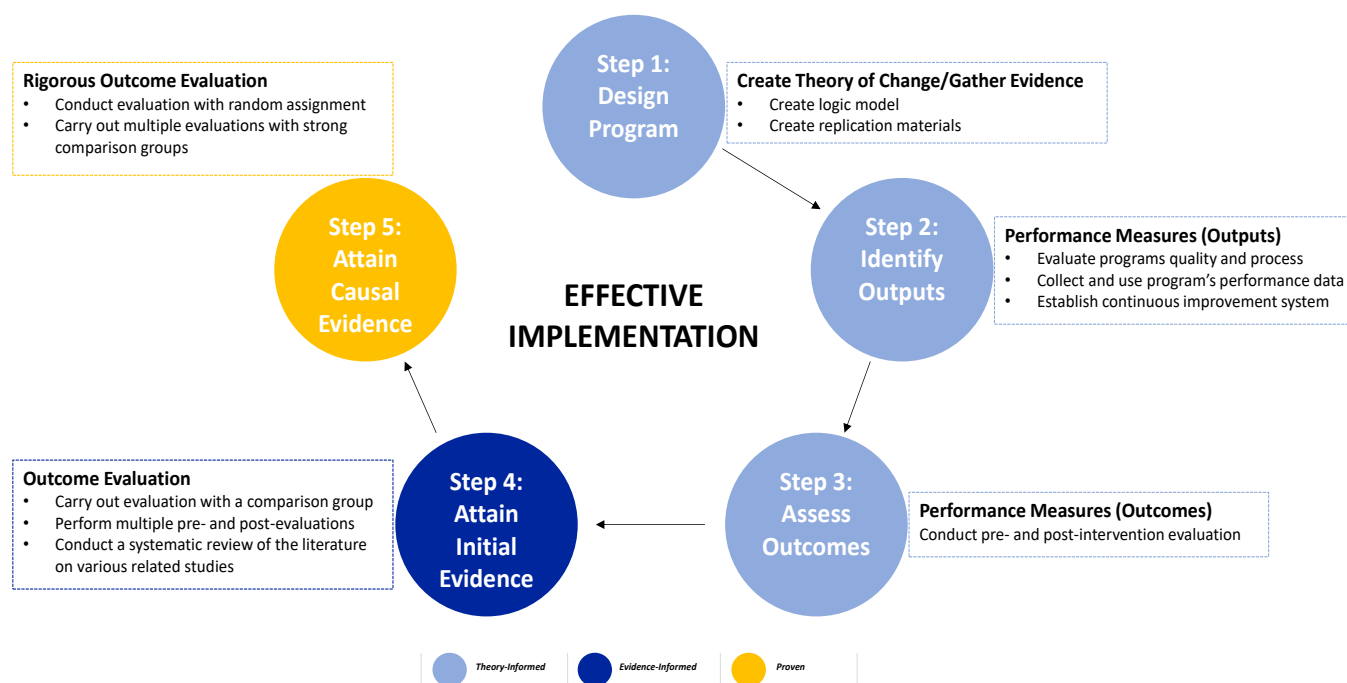 Step 1:
Design
Program
Create Theory of Change/Gather Evidence
• Create logic model
• Create replication materials
Step 2:
Identify
Outputs
Performance Measures (Outputs)
• Evaluate programs quality and process
• Collect and use program's performance data
• Establish continuous improvement system
Step 3:
Assess
Outcomes
Performance Measures (Outcomes)
Conduct pre- and post-intervention evaluation
Step 4:
Attain
Initial
Evidence
Outcome Evaluation
• Carry out evaluation with a comparison group
• Perform multiple pre- and post-evaluations
• Conduct a systematic review of the literature
on various related studies
Step 5:
Attain
Causal
Evidence
Rigorous Outcome Evaluation
• Conduct evaluation with random assignment
• Carry out multiple evaluations with strong
comparison groups
EFFECTIVE
IMPLEMENTATION
Theory-Informed
Evidence-Informed
Proven